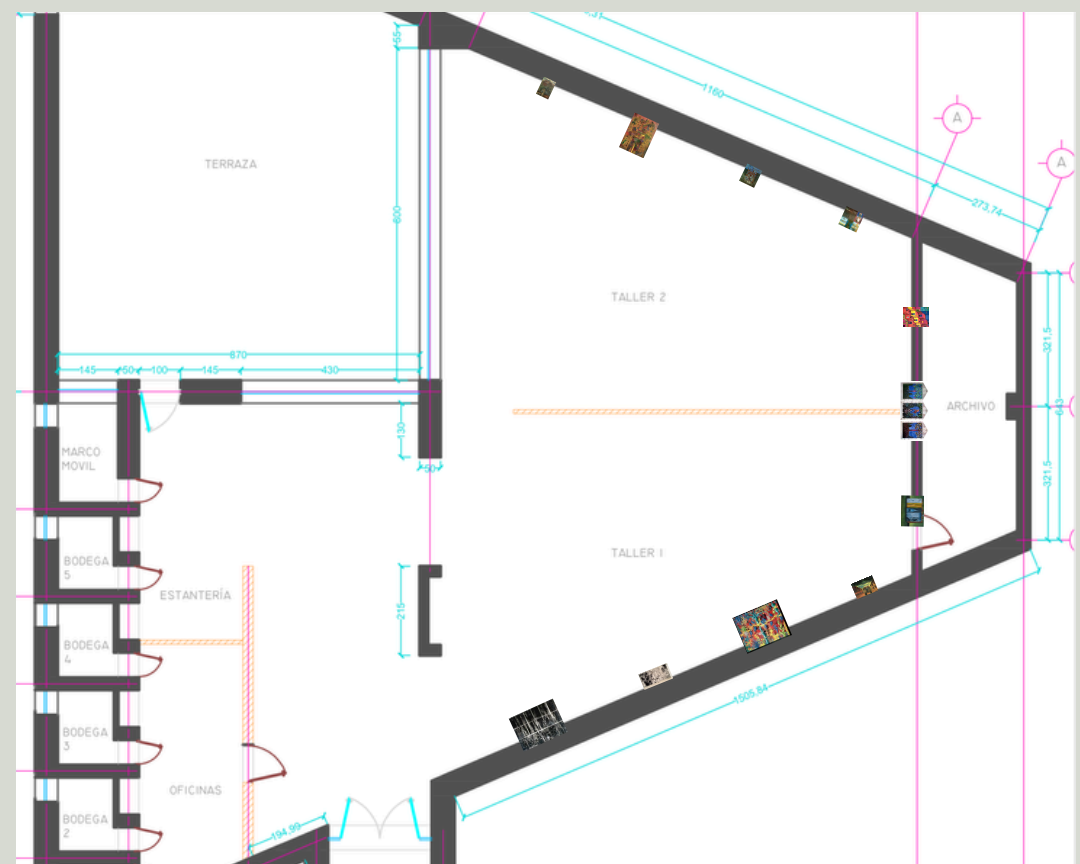 55
1160
A
A
TERRAZA
600
273,74
TALLER 2
321,5
870
145
50
100
145
430
ARCHIVO
643
130
MARCO
MOVIL
50
321,5
TALLER 1
BODEGA
5
ESTANTERÍA
215
BODEGA
4
1505,84
BODEGA
3
OFICINAS
BODEGA
2
194,99